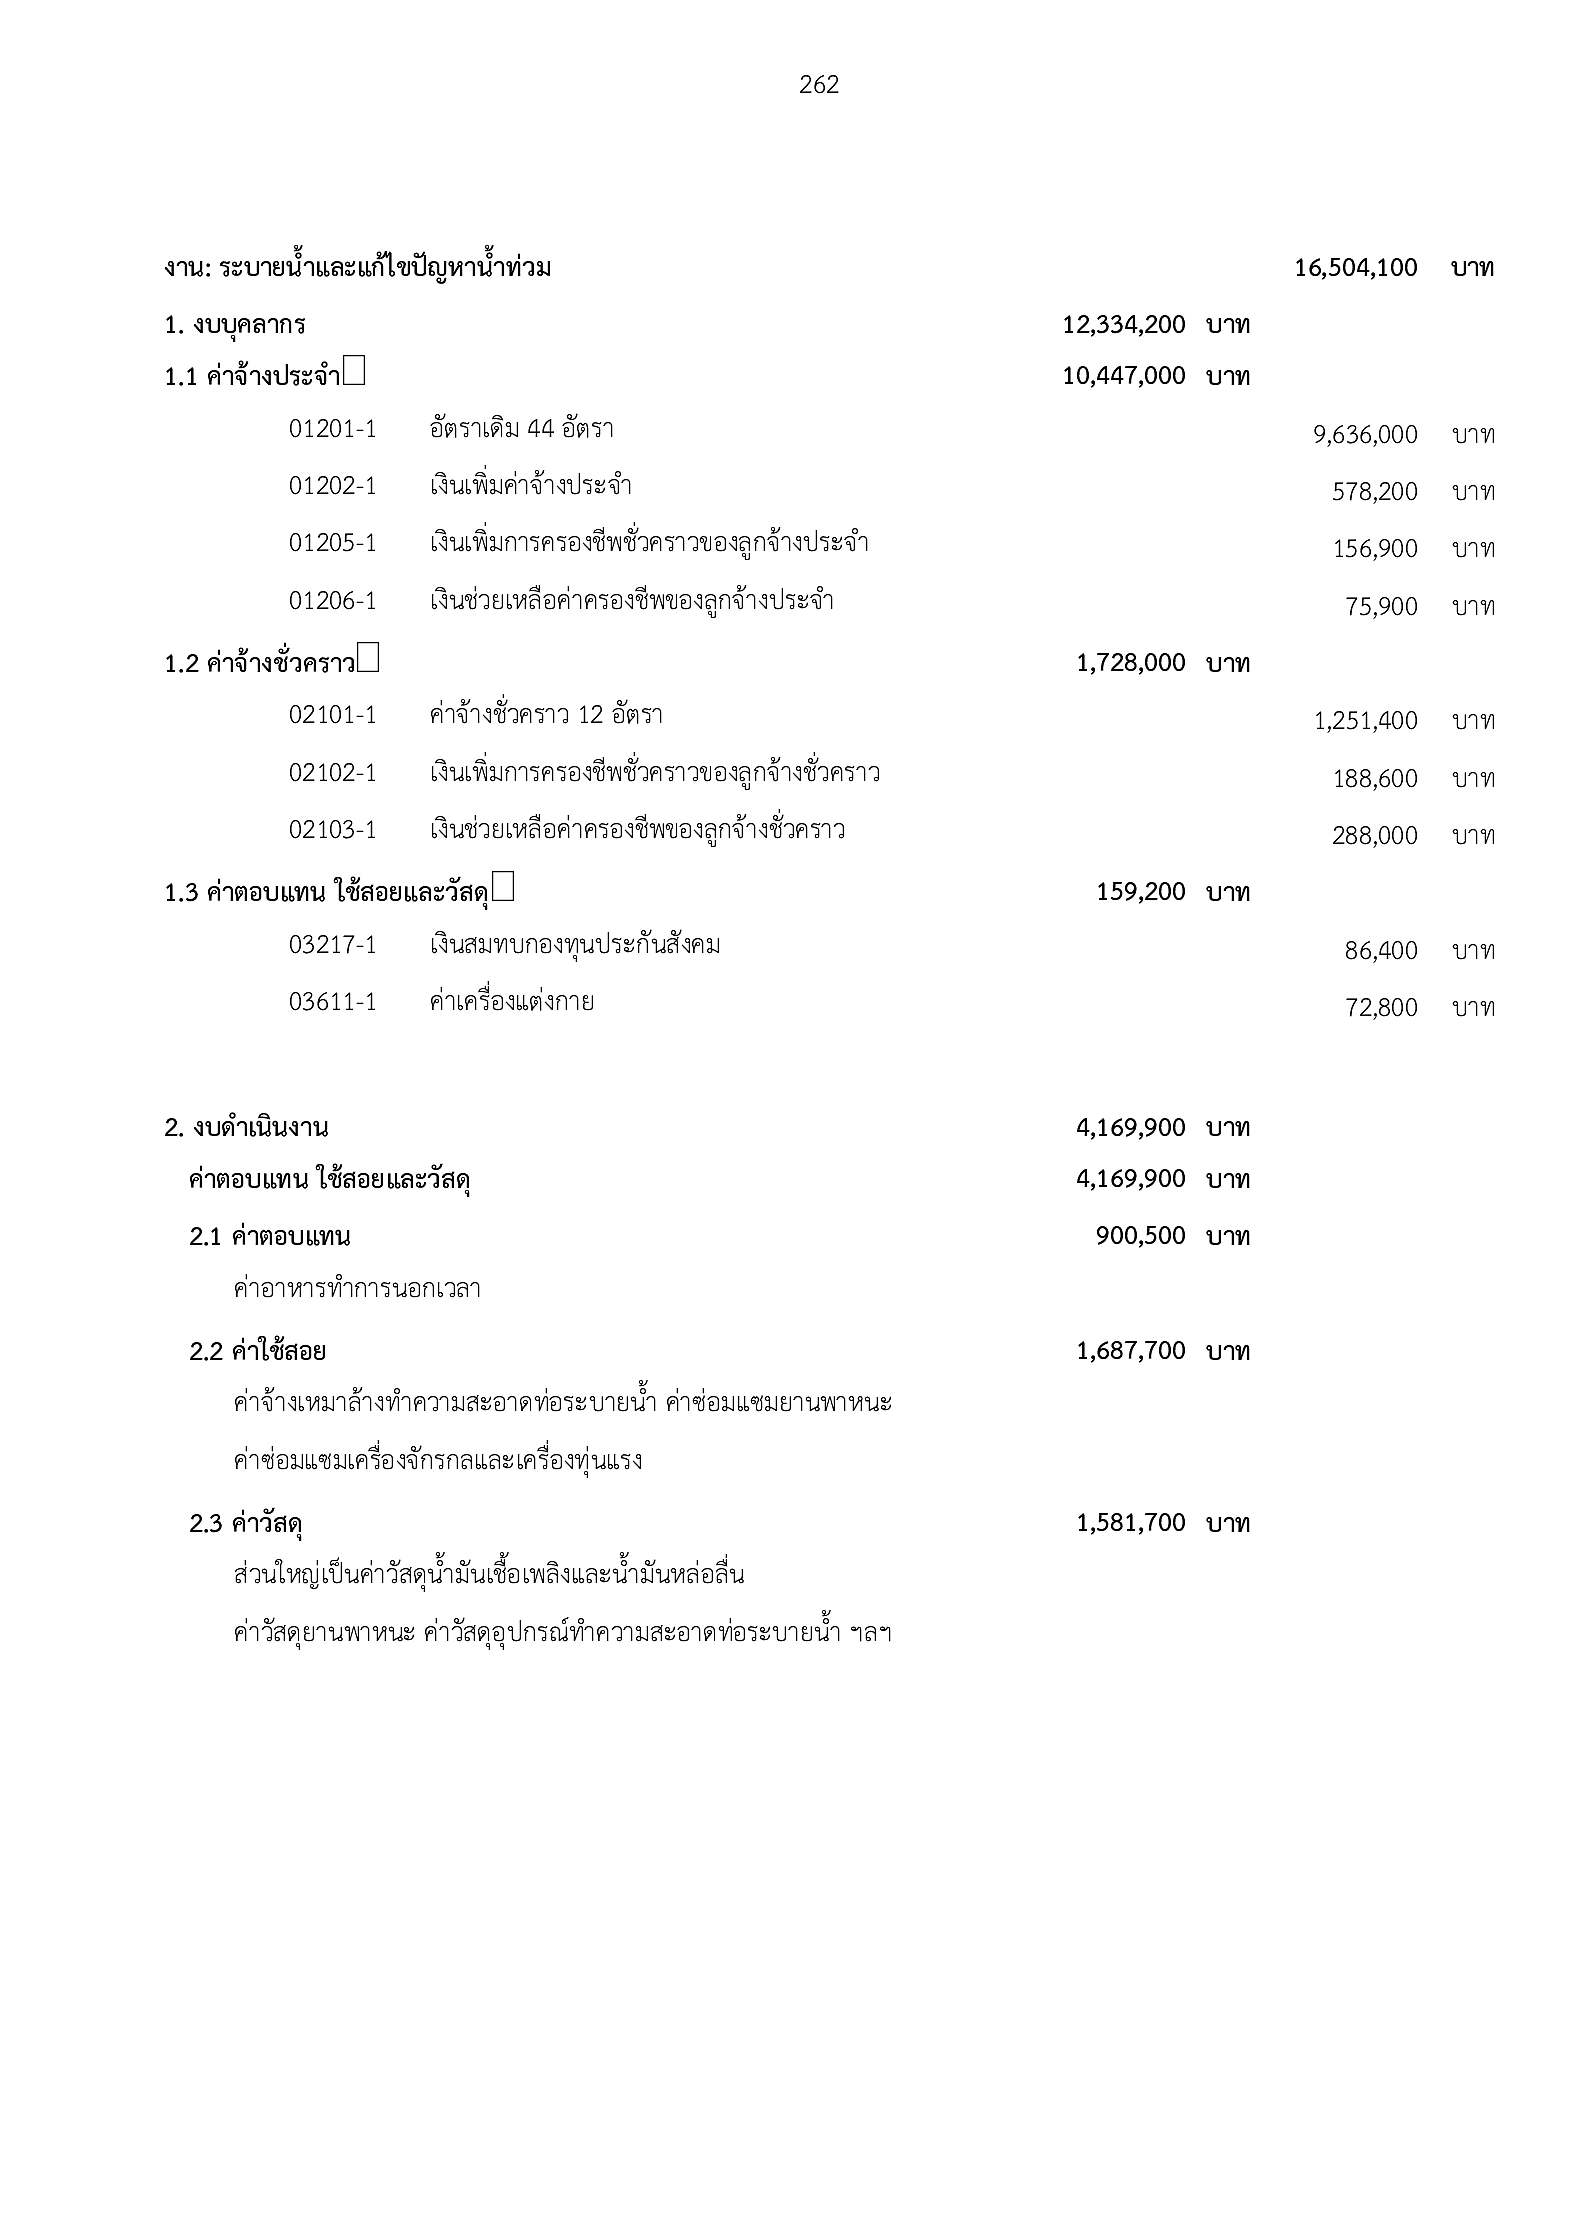 262
งาน: ระบายน้ำและแก้ไขปัญหาน้ำท่วม 16,504,100 บาท
1. งบบุคลากร 12,334,200 บาท
1.1 ค่าจ้างประจำ 10,447,000 บาท
01201-1 อัตราเดิม 44 อัตรา 9,636,000 บาท
01202-1 เงินเพิ่มค่าจ้างประจำ 578,200 บาท
01205-1 เงินเพิ่มการครองชีพชั่วคราวของลูกจ้างประจำ 156,900 บาท
01206-1 เงินช่วยเหลือค่าครองชีพของลูกจ้างประจำ 75,900 บาท
1.2 ค่าจ้างชั่วคราว 1,728,000 บาท
02101-1 ค่าจ้างชั่วคราว 12 อัตรา 1,251,400 บาท
02102-1 เงินเพิ่มการครองชีพชั่วคราวของลูกจ้างชั่วคราว 188,600 บาท
02103-1 เงินช่วยเหลือค่าครองชีพของลูกจ้างชั่วคราว 288,000 บาท
1.3 ค่าตอบแทน ใช้สอยและวัสดุ 159,200 บาท
03217-1 เงินสมทบกองทุนประกันสังคม 86,400 บาท
03611-1 ค่าเครื่องแต่งกาย 72,800 บาท
2. งบดำเนินงาน 4,169,900 บาท
ค่าตอบแทน ใช้สอยและวัสดุ 4,169,900 บาท
2.1 ค่าตอบแทน 900,500 บาท
ค่าอาหารทำการนอกเวลา
2.2 ค่าใช้สอย 1,687,700 บาท
ค่าจ้างเหมาล้างทำความสะอาดท่อระบายน้ำ ค่าซ่อมแซมยานพาหนะ
ค่าซ่อมแซมเครื่องจักรกลและเครื่องทุ่นแรง
2.3 ค่าวัสดุ 1,581,700 บาท
ส่วนใหญ่เป็นค่าวัสดุน้ำมันเชื้อเพลิงและน้ำมันหล่อลื่น
ค่าวัสดุยานพาหนะ ค่าวัสดุอุปกรณ์ทำความสะอาดท่อระบายน้ำ ฯลฯ